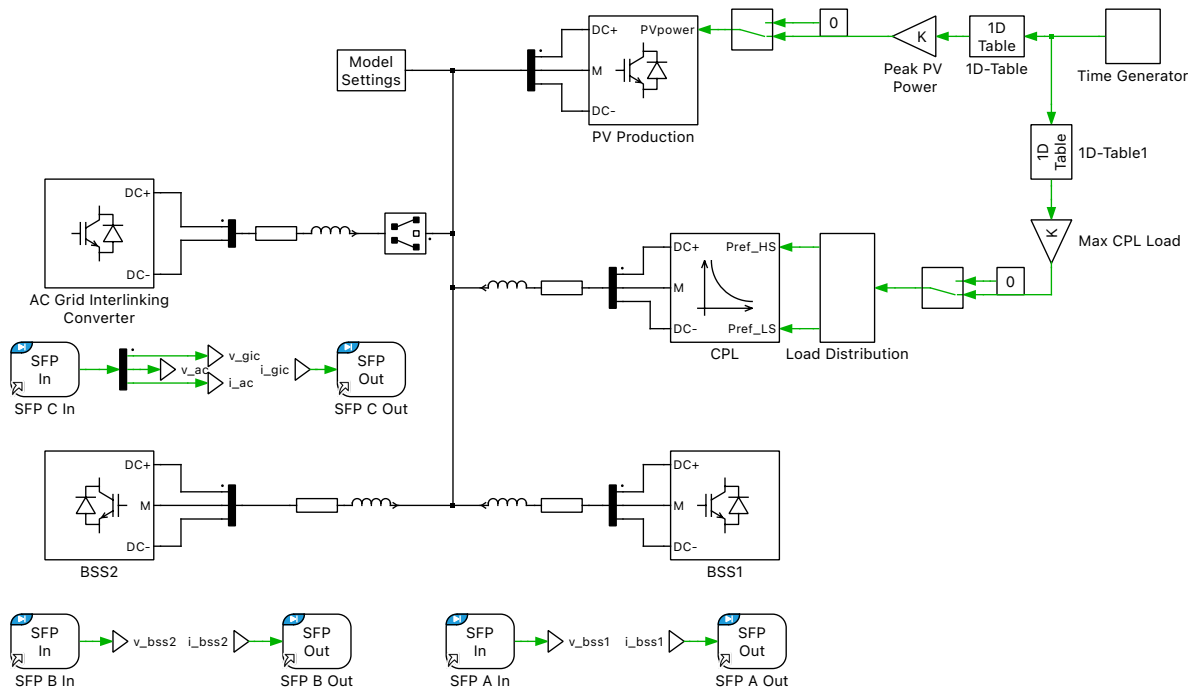 DC+
M
DC-
PVpower
PV Production
0
K
Peak PV
Power
1D
Table
1D-Table
Time Generator
Model
Settings
1D
Table
1D-Table1
K
Max CPL Load
DC+
DC-
AC Grid Interlinking
Converter
DC+
M
DC-
Pref_HS
Pref_LS
CPL
Load Distribution
0
SFP
In
SFP C In
v_gic
v_ac
i_ac
i_gic
SFP
Out
SFP C Out
DC+
M
DC-
BSS2
DC+
M
DC-
BSS1
SFP
In
SFP B In
v_bss2
i_bss2
SFP
Out
SFP B Out
SFP
In
SFP A In
v_bss1
i_bss1
SFP
Out
SFP A Out